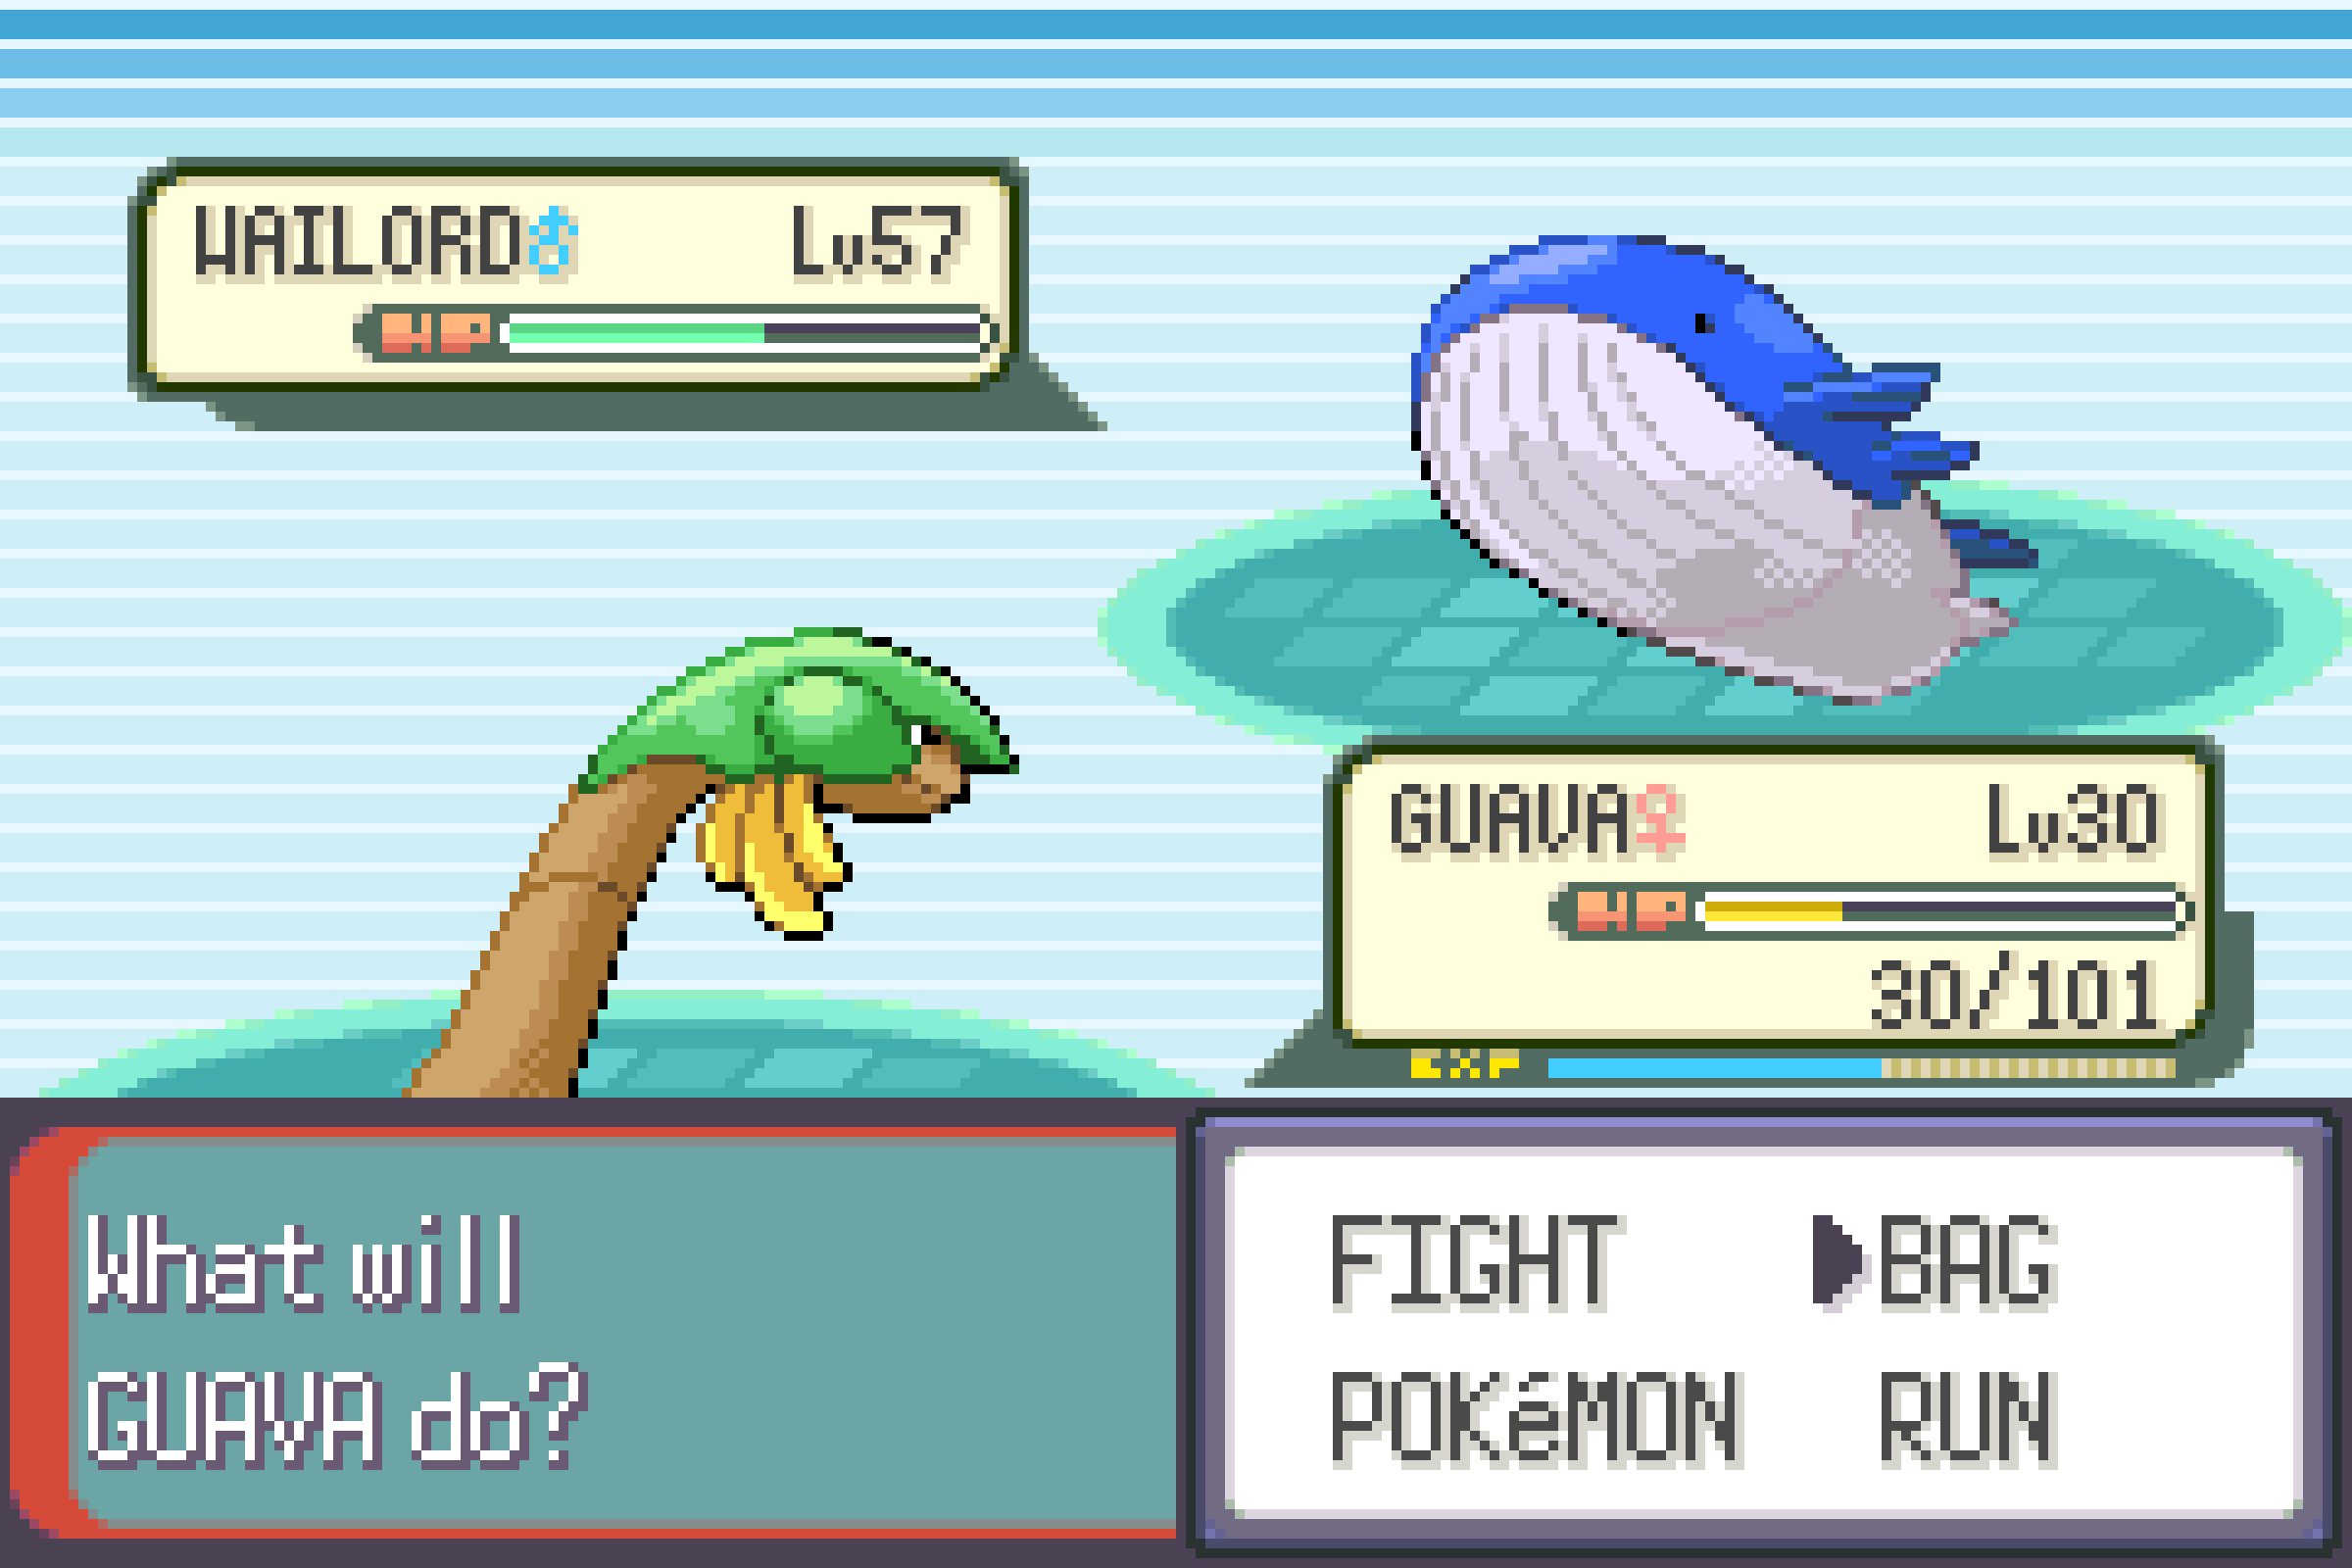 WAILORD♂ Lv57
HP
GUAVA♀ Lv30
HP
30/101
EXP
What will
GUAVA do?
FIGHT ▶BAG
POKéMON RUN